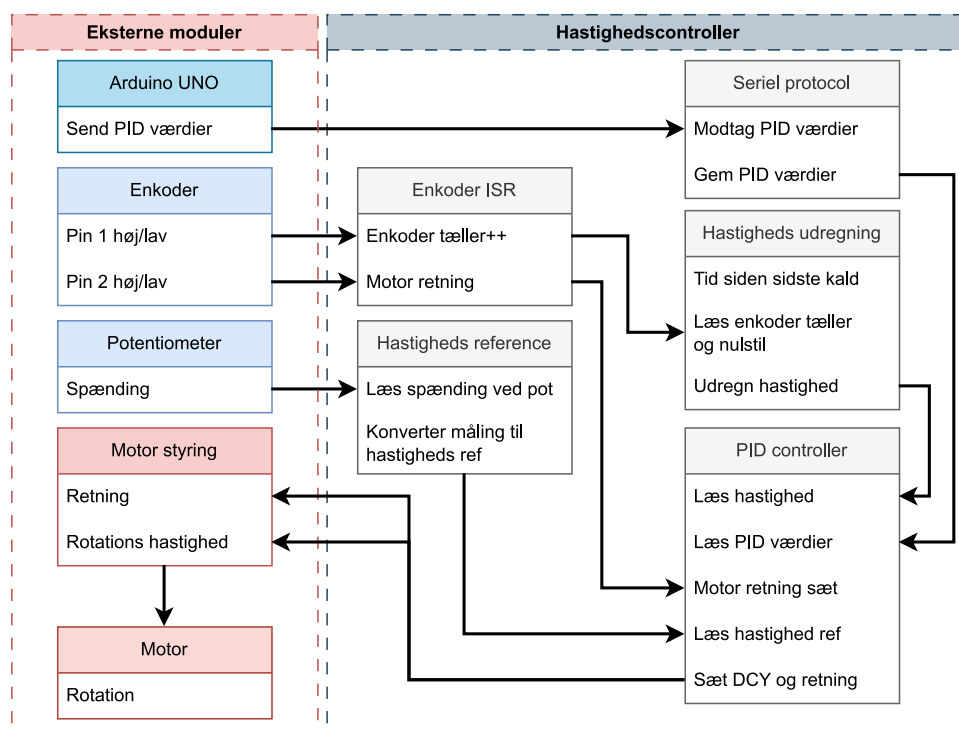 Eksterne moduler
Hastighedscontroller
Arduino UNO
Send PID værdier
Enkoder
Pin 1 høj/lav
Pin 2 høj/lav
Potentiometer
Spænding
Motor styring
Retning
Rotations hastighed
Motor
Rotation
Enkoder ISR
Enkoder tæller++
Motor retning
Hastigheds reference
Læs spænding ved pot
Konverter måling til
hastigheds ref
Seriel protocol
Modtag PID værdier
Gem PID værdier
Hastigheds udregning
Tid siden sidste kald
Læs enkoder tæller
og nulstil
Udregn hastighed
PID controller
Læs hastighed
Læs PID værdier
Motor retning sæt
Læs hastighed ref
Sæt DCY og retning